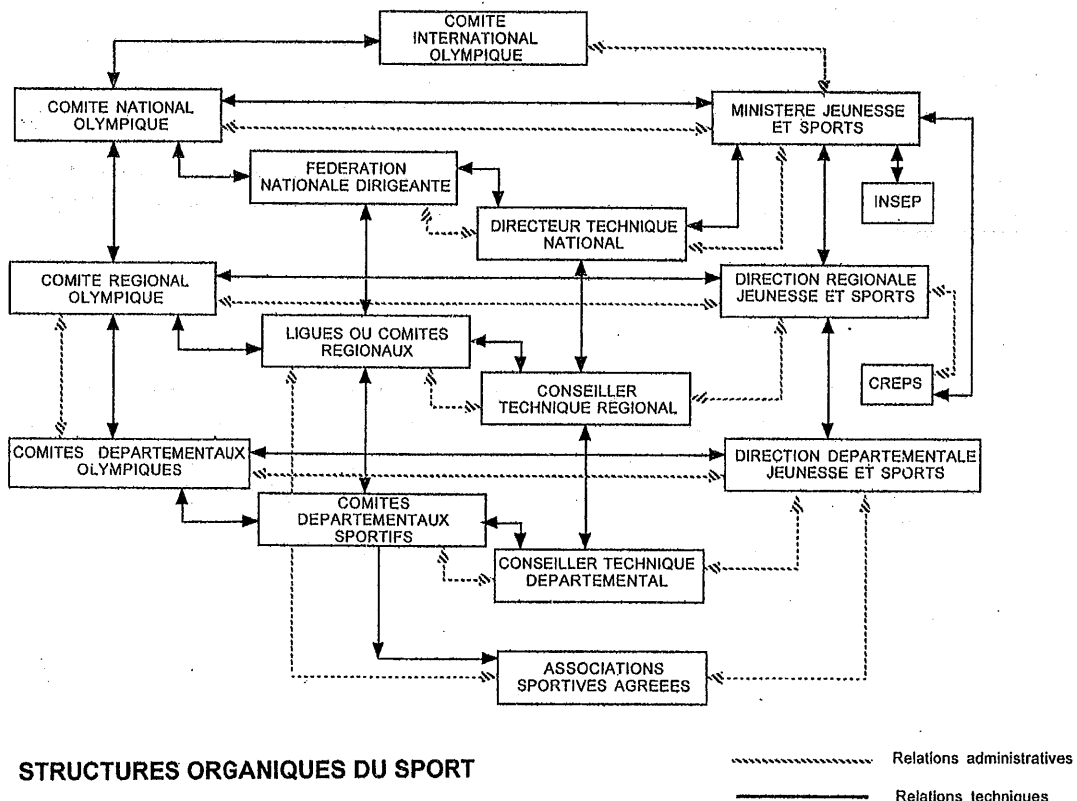 COMITE
INTERNATIONAL
OLYMPIQUE
COMITE NATIONAL
OLYMPIQUE
MINISTERE JEUNESSE
ET SPORTS
FEDERATION
NATIONALE DIRIGEANTE
INSEP
DIRECTEUR TECHNIQUE
NATIONAL
COMITE REGIONAL
OLYMPIQUE
DIRECTION REGIONALE
JEUNESSE ET SPORTS
LIGUES OU COMITES
REGIONAUX
CONSEILLER
TECHNIQUE REGIONAL
CREPS
COMITES DEPARTEMENTAUX
OLYMPIQUES
DIRECTION DEPARTEMENTALE
JEUNESSE ET SPORTS
COMITES
DEPARTEMENTAUX
SPORTIFS
CONSEILLER TECHNIQUE
DEPARTEMENTAL
ASSOCIATIONS
SPORTIVES AGREEES
STRUCTURES ORGANIQUES DU SPORT
Relations administratives
Relations techniques